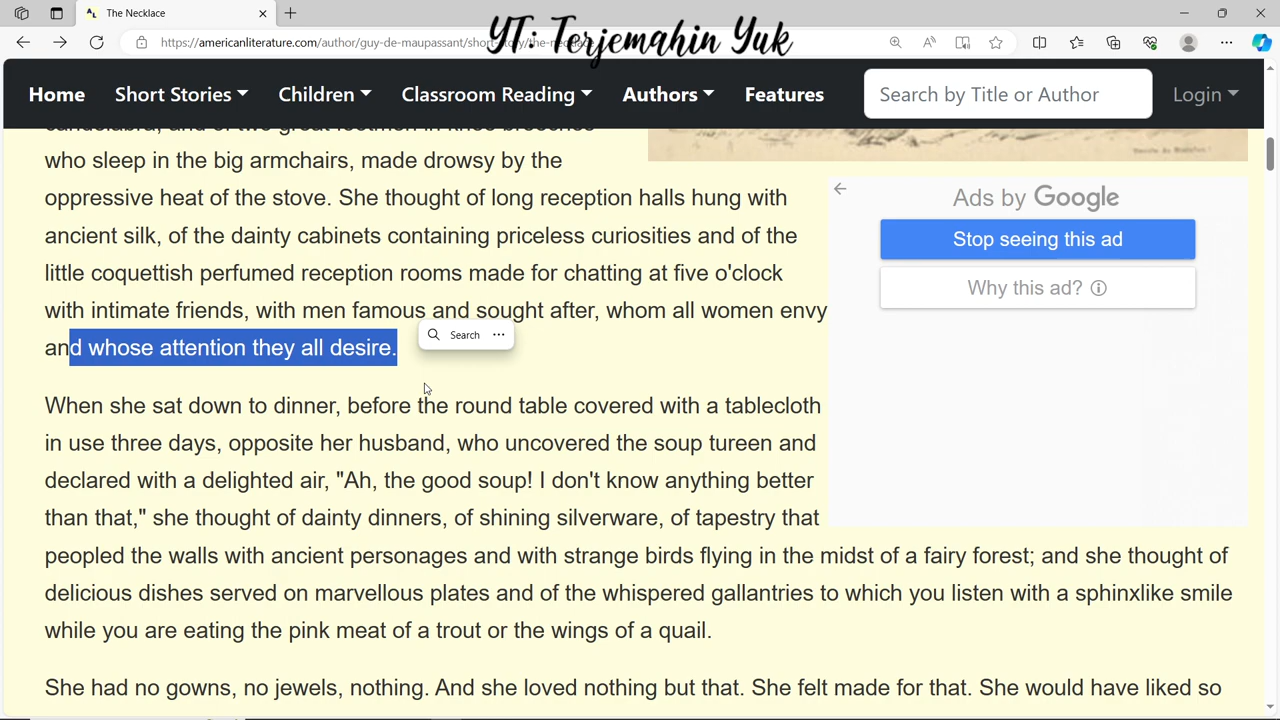 The Necklace
YT: Terjemahin Yuk
https://americanliterature.com/author/guy-de-maupassant/short-story/the-necklace
Home Short Stories Children Classroom Reading Authors Features Search by Title or Author Login
candelabra, and of two great footmen in knee breeches
who sleep in the big armchairs, made drowsy by the
oppressive heat of the stove. She thought of long reception halls hung with
ancient silk, of the dainty cabinets containing priceless curiosities and of the
little coquettish perfumed reception rooms made for chatting at five o'clock
with intimate friends, with men famous and sought after, whom all women envy
and whose attention they all desire.
Search
When she sat down to dinner, before the round table covered with a tablecloth
in use three days, opposite her husband, who uncovered the soup tureen and
declared with a delighted air, "Ah, the good soup! I don't know anything better
than that," she thought of dainty dinners, of shining silverware, of tapestry that
peopled the walls with ancient personages and with strange birds flying in the midst of a fairy forest; and she thought of
delicious dishes served on marvellous plates and of the whispered gallantries to which you listen with a sphinxlike smile
while you are eating the pink meat of a trout or the wings of a quail.
She had no gowns, no jewels, nothing. And she loved nothing but that. She felt made for that. She would have liked so
Ads by Google
Stop seeing this ad
Why this ad?